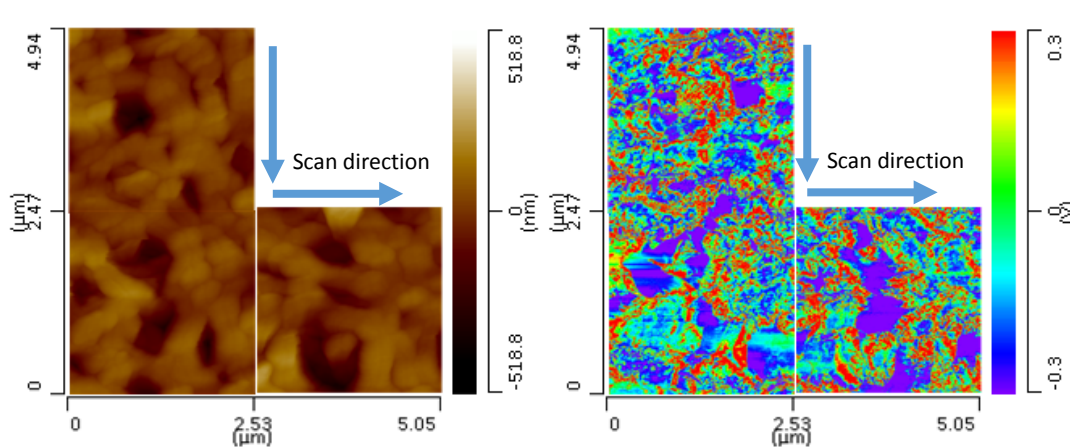 4.94
2.47
(µm)
0
0
2.53
5.05
(µm)
Scan direction
518.8
0
(nm)
-518.8
4.94
2.47
(µm)
0
0
2.53
5.05
(µm)
Scan direction
0.3
0
(V)
-0.3